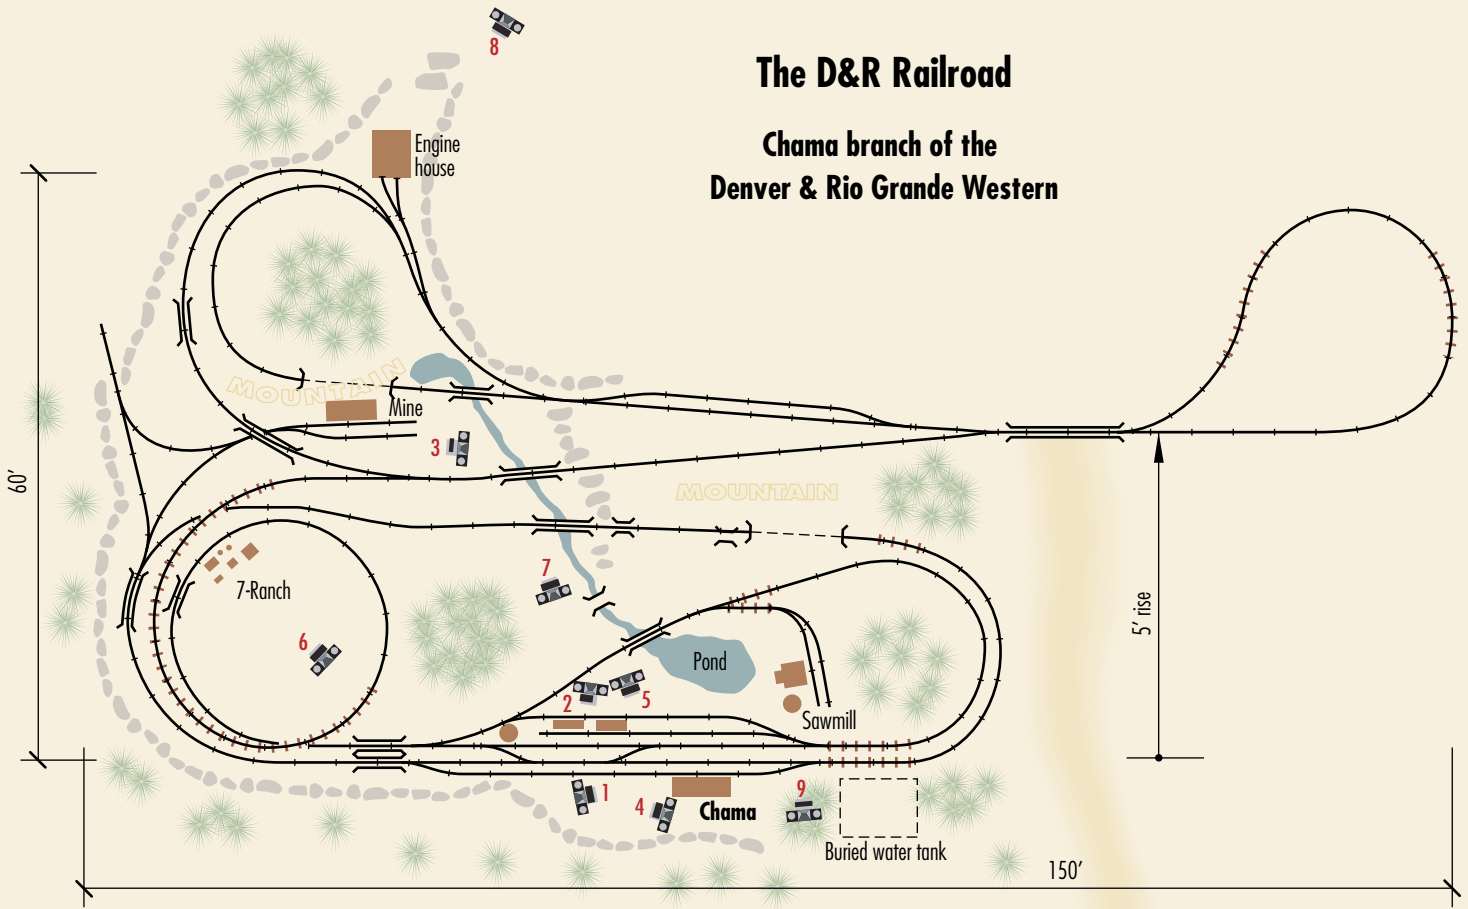 8
The D&R Railroad
Chama branch of the
Denver & Rio Grande Western
Engine
house
MOUNTAIN
Mine
3
60′
MOUNTAIN
7
7-Ranch
5′ rise
6
Pond
2
5
Sawmill
1
4
9
Chama
Buried water tank
150′